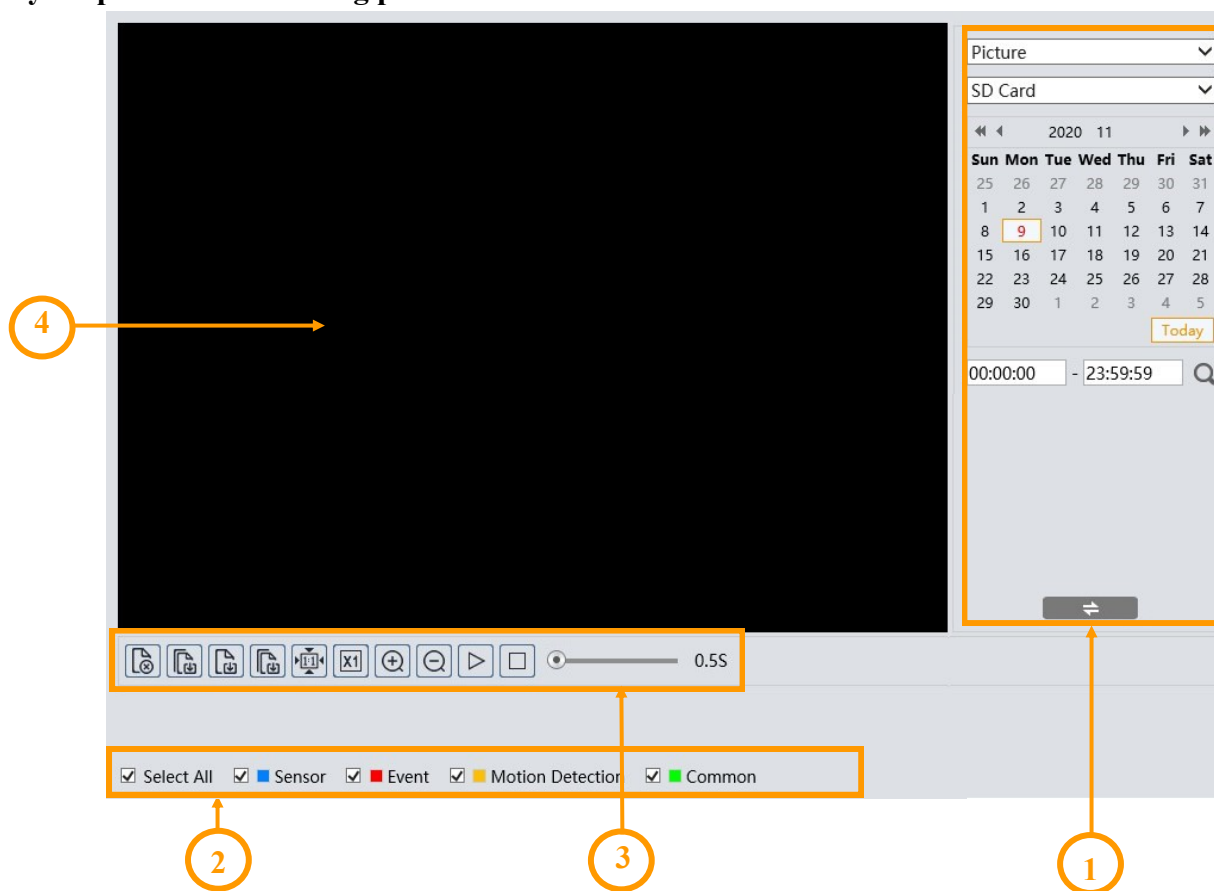 Picture
SD Card
2020 11
Sun Mon Tue Wed Thu Fri Sat
25 26 27 28 29 30 31
1 2 3 4 5 6 7
8 9 10 11 12 13 14
15 16 17 18 19 20 21
22 23 24 25 26 27 28
29 30 1 2 3 4 5
Today
00:00:00 - 23:59:59
4
1:1 X1 0.5S
Select All Sensor Event Motion Detection Common
2 3 1